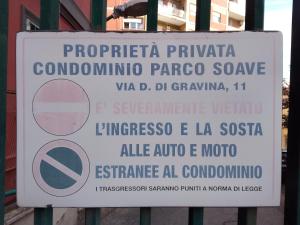 PROPRIETÀ PRIVATA
CONDOMINIO PARCO SOAVE
VIA D. DI GRAVINA, 11
E' SEVERAMENTE VIETATO
L'INGRESSO E LA SOSTA
ALLE AUTO E MOTO
ESTRANEE AL CONDOMINIO
I TRASGRESSORI SARANNO PUNITI A NORMA DI LEGGE